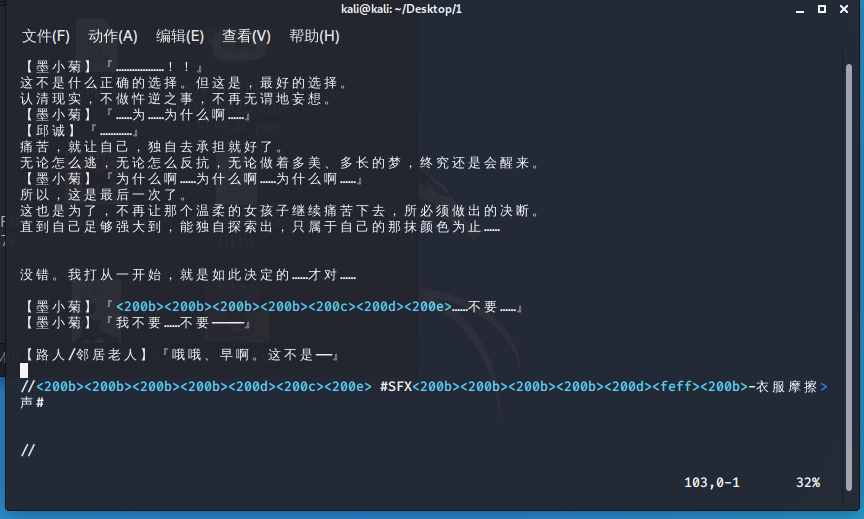 kali@kali: ~/Desktop/1
文件(F) 动作(A) 编辑(E) 查看(V) 帮助(H)
【墨小菊】『………………！！』
这不是什么正确的选择。但这是，最好的选择。
认清现实，不做忤逆之事，不再无谓地妄想。
【墨小菊】『……为……为什么啊……』
【邱诚】『…………』
痛苦，就让自己，独自去承担就好了。
无论怎么逃，无论怎么反抗，无论做着多美、多长的梦，终究还是会醒来。
【墨小菊】『为什么啊……为什么啊……为什么啊……』
所以，这是最后一次了。
这也是为了，不再让那个温柔的女孩子继续痛苦下去，所必须做出的决断。
直到自己足够强大到，能独自探索出，只属于自己的那抹颜色为止……
没错。我打从一开始，就是如此决定的……才对……
【墨小菊】『<200b><200b><200b><200b><200c><200d><200e>……不要……』
【墨小菊】『我不要……不要————』
【路人/邻居老人】『哦哦、早啊。这不是——』
//<200b><200b><200b><200b><200d><200c><200e> #SFX<200b><200b><200b><200b><200d><feff><200b>-衣服摩擦>
声#
//
103,0-1 32%